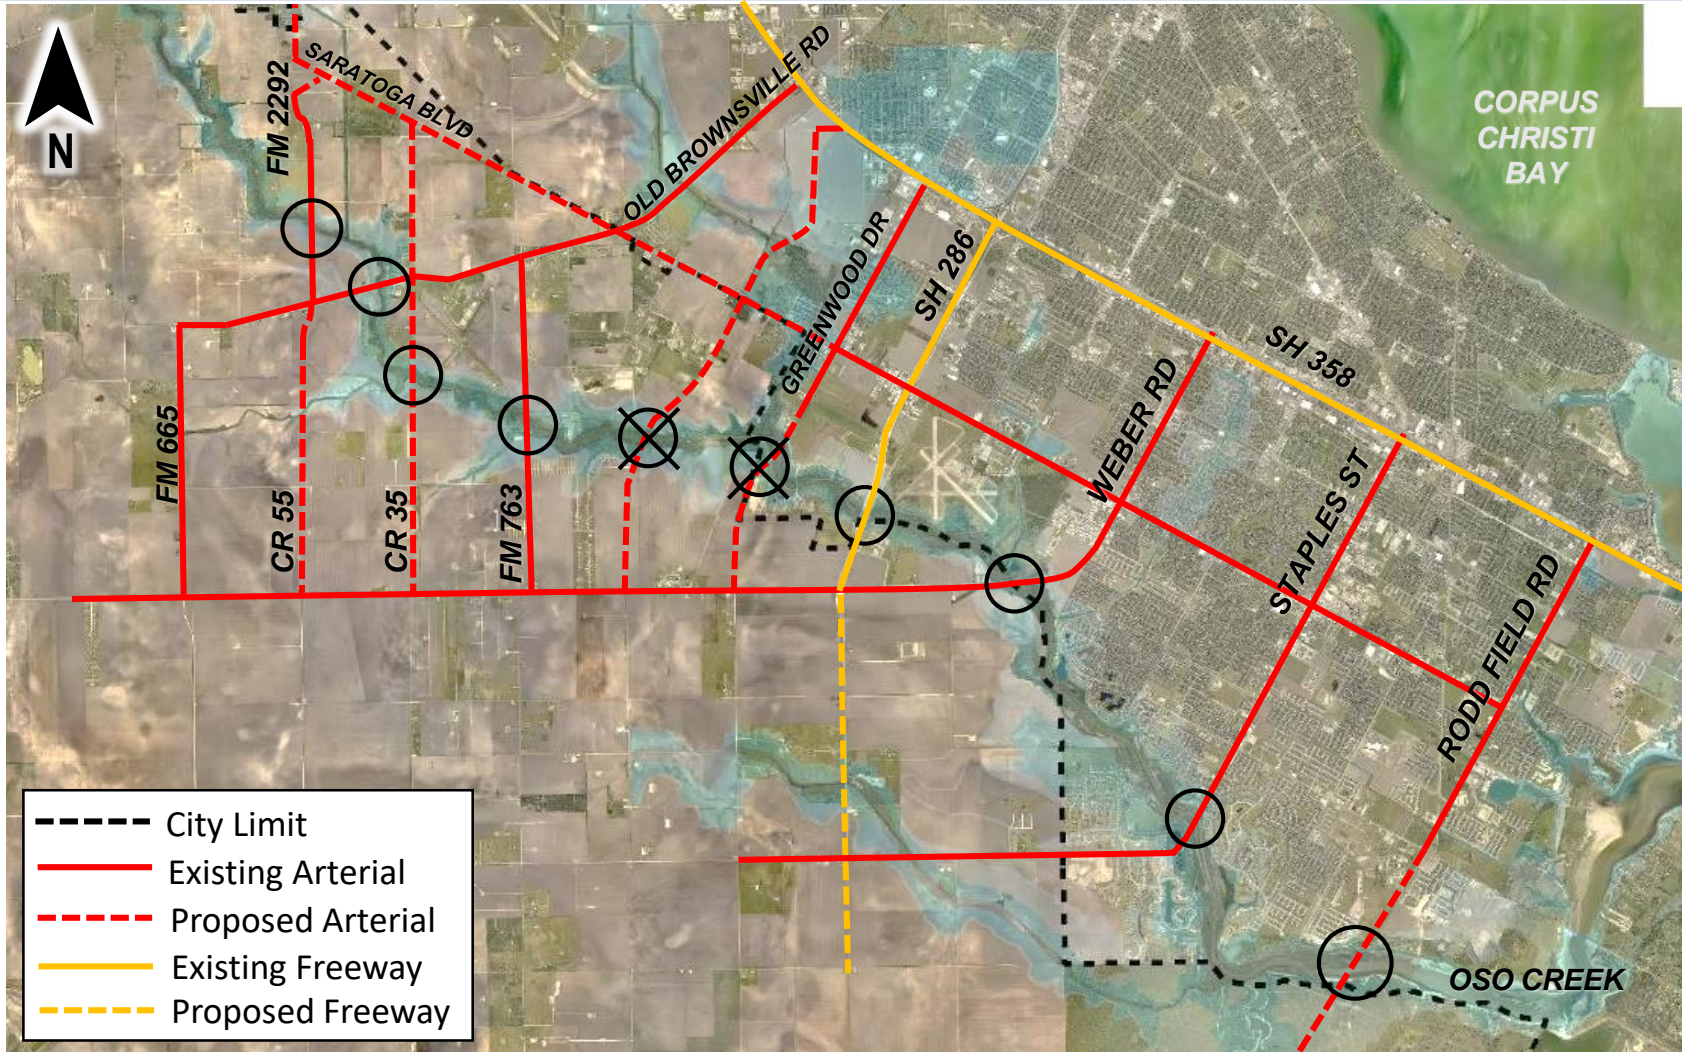 N
SARATOGA BLVD
FM 2292
OLD BROWNSVILLE RD
CORPUS
CHRISTI
BAY
GREENWOOD DR
SH 286
SH 358
WEBER RD
STAPLES ST
RODD FIELD RD
FM 665
CR 55
CR 35
FM 763
OSO CREEK
City Limit
Existing Arterial
Proposed Arterial
Existing Freeway
Proposed Freeway